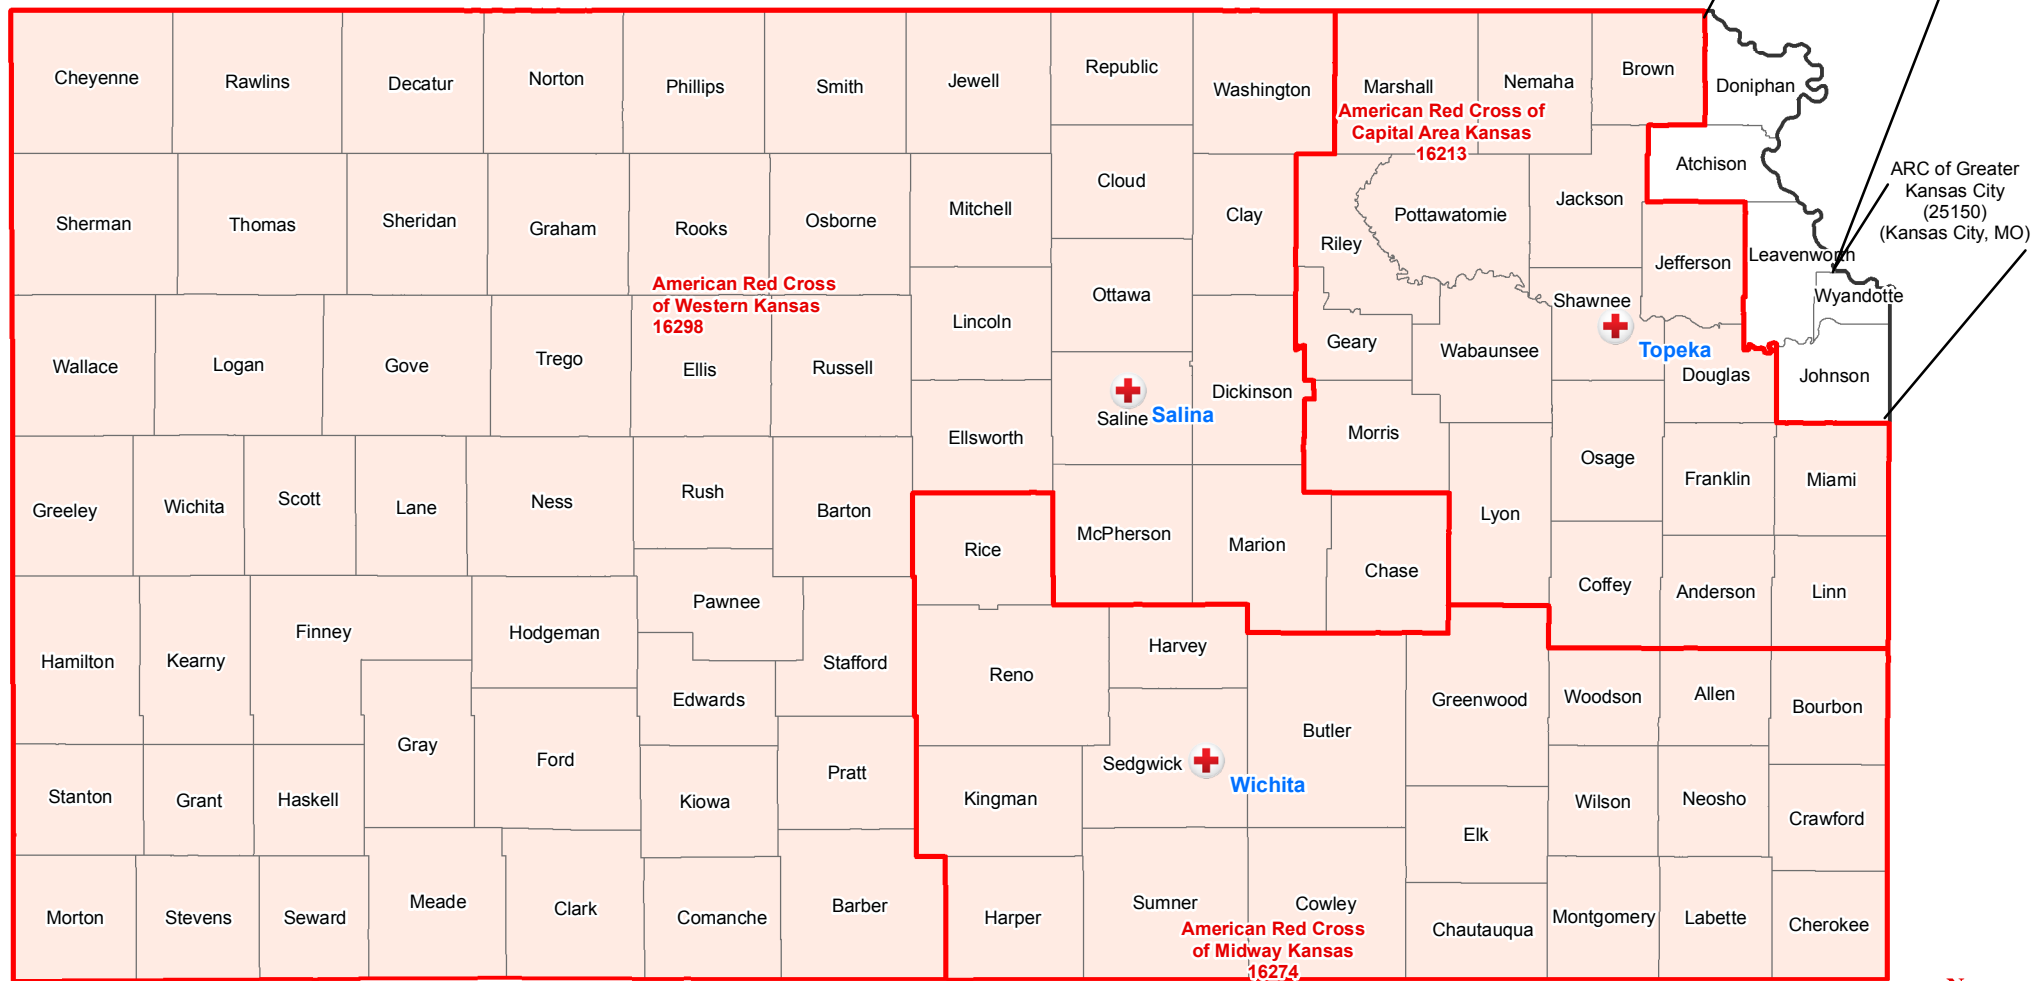 Cheyenne
Rawlins
Decatur
Norton
Phillips
Smith
Jewell
Republic
Washington
Marshall
Nemaha
Brown
Doniphan
American Red Cross of
Capital Area Kansas
16213
Atchison
ARC of Greater
Kansas City
(25150)
(Kansas City, MO)
Sherman
Thomas
Sheridan
Graham
Rooks
Osborne
Mitchell
Cloud
Clay
Riley
Pottawatomie
Jackson
Jefferson
Leavenworth
Wyandotte
American Red Cross
of Western Kansas
16298
Lincoln
Ottawa
Shawnee
Topeka
Wallace
Logan
Gove
Trego
Ellis
Russell
Ellsworth
Saline
Salina
Dickinson
Geary
Wabaunsee
Douglas
Johnson
Morris
Greeley
Wichita
Scott
Lane
Ness
Rush
Barton
Rice
McPherson
Marion
Chase
Lyon
Osage
Franklin
Miami
Coffey
Anderson
Linn
Hamilton
Kearny
Finney
Hodgeman
Pawnee
Edwards
Stafford
Reno
Harvey
Butler
Greenwood
Woodson
Allen
Bourbon
Gray
Ford
Kiowa
Pratt
Kingman
Sedgwick
Wichita
Stanton
Grant
Haskell
Elk
Wilson
Neosho
Crawford
Morton
Stevens
Seward
Meade
Clark
Comanche
Barber
Harper
Sumner
Cowley
Chautauqua
Montgomery
Labette
Cherokee
American Red Cross
of Midway Kansas
16274